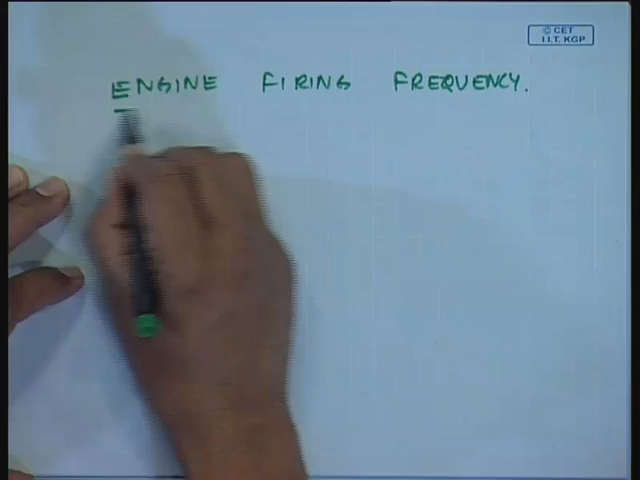 © CET
I.I.T. KGP
ENGINE FIRING FREQUENCY.